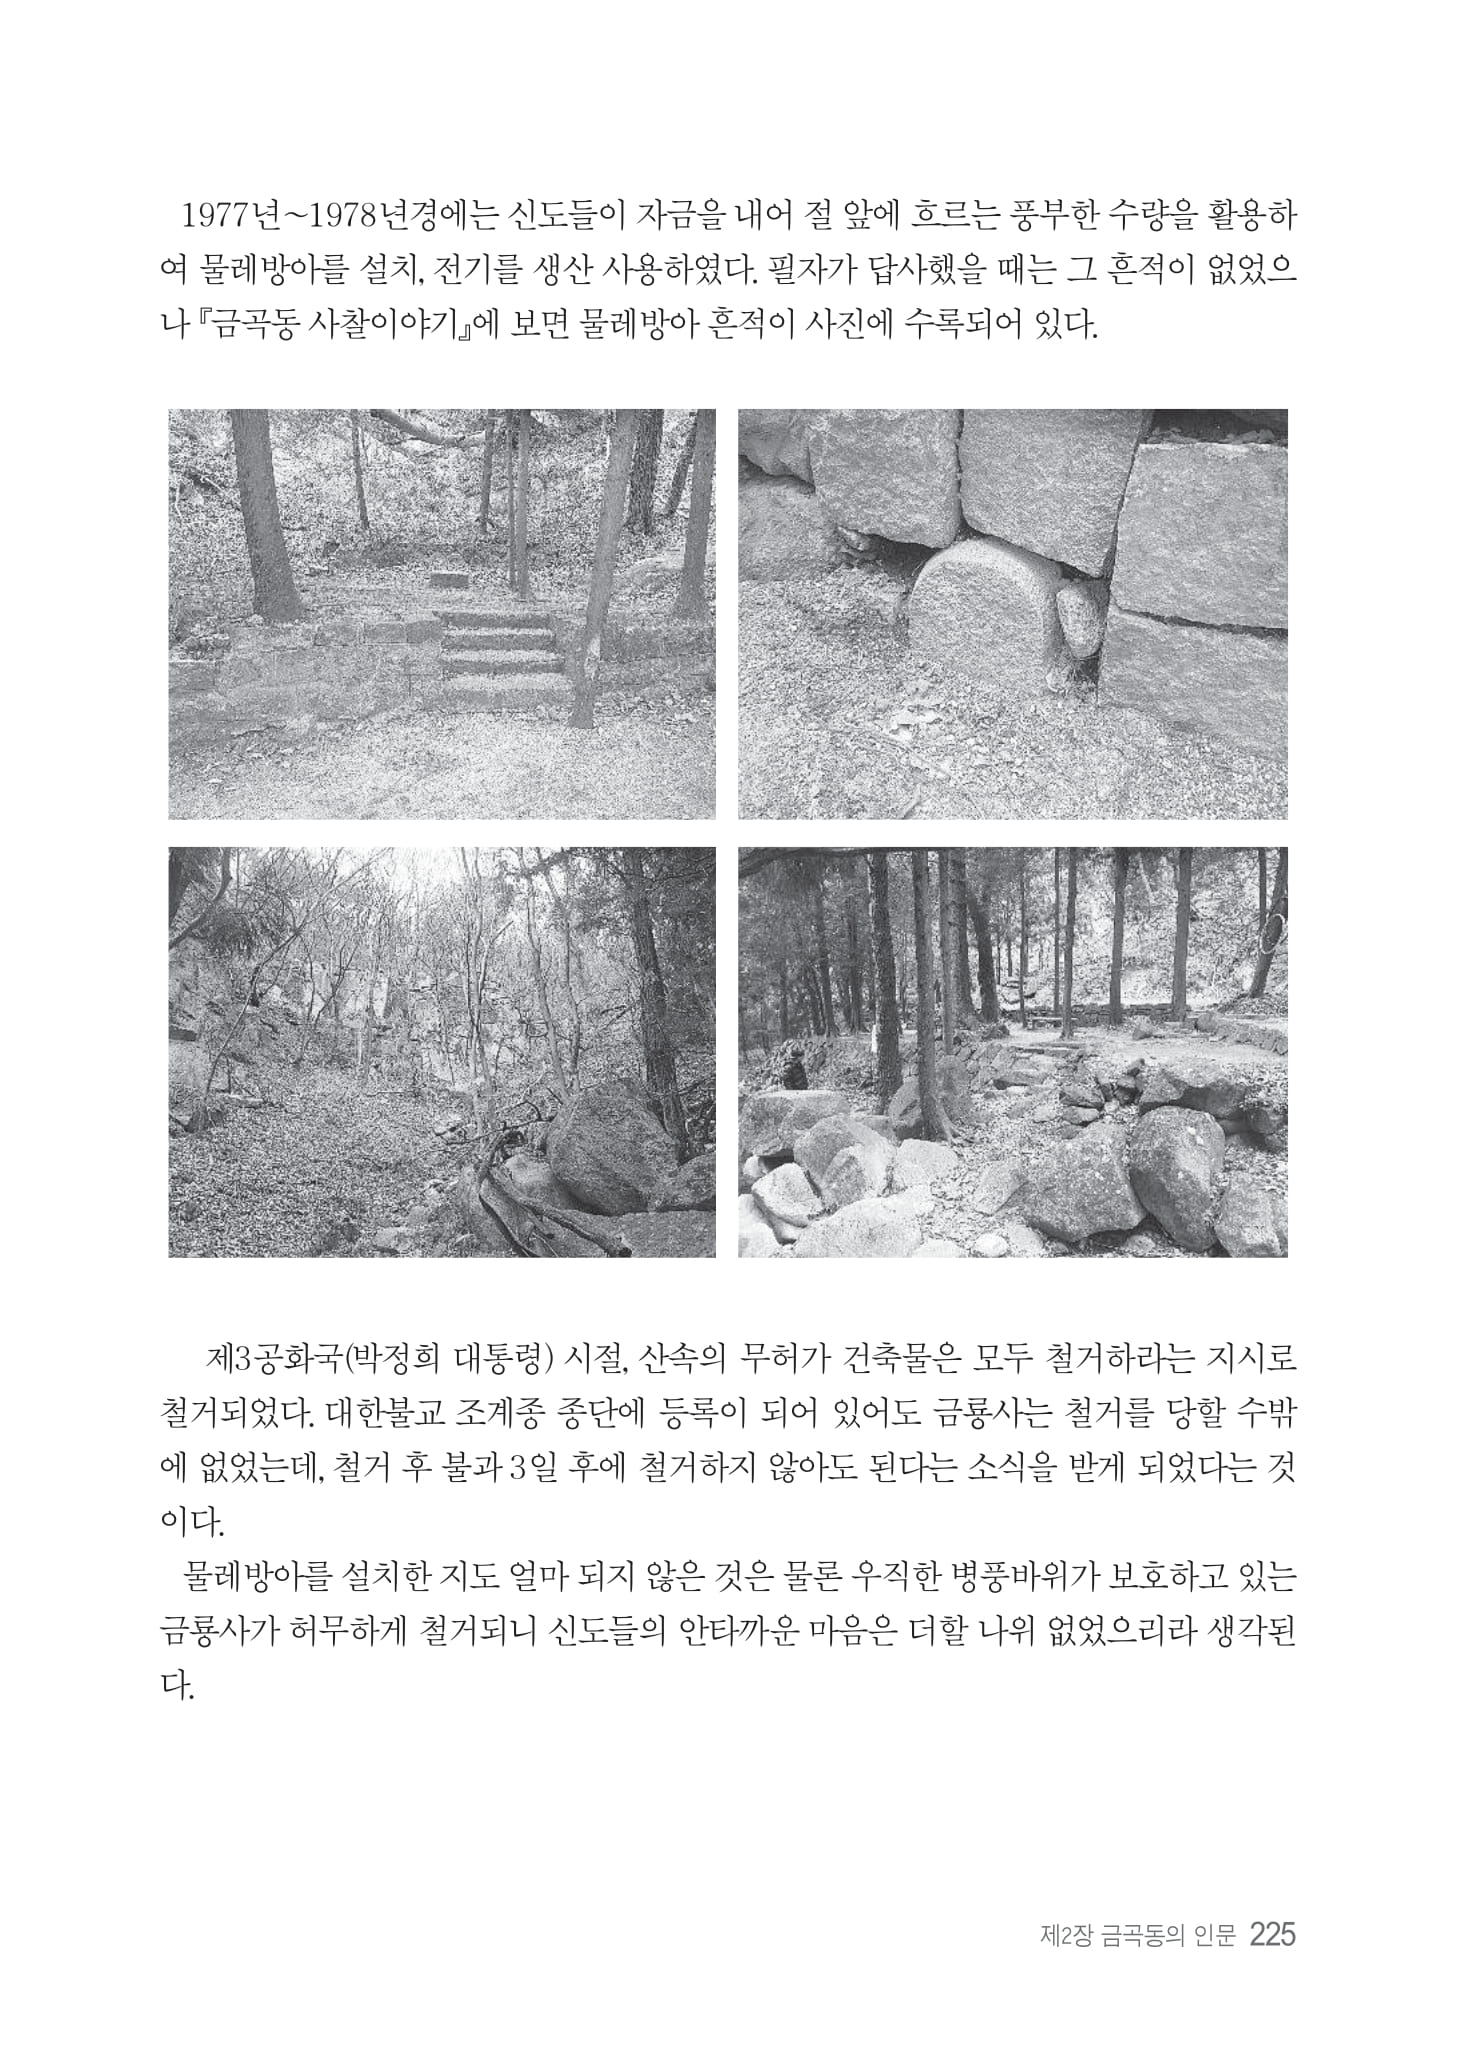 1977년~1978년경에는 신도들이 자금을 내어 절 앞에 흐르는 풍부한 수량을 활용하
여 물레방아를 설치, 전기를 생산 사용하였다. 필자가 답사했을 때는 그 흔적이 없었으
나 『금곡동 사찰이야기』에 보면 물레방아 흔적이 사진에 수록되어 있다.
제3공화국(박정희 대통령) 시절, 산속의 무허가 건축물은 모두 철거하라는 지시로
철거되었다. 대한불교 조계종 종단에 등록이 되어 있어도 금룡사는 철거를 당할 수밖
에 없었는데, 철거 후 불과 3일 후에 철거하지 않아도 된다는 소식을 받게 되었다는 것
이다.
물레방아를 설치한 지도 얼마 되지 않은 것은 물론 우직한 병풍바위가 보호하고 있는
금룡사가 허무하게 철거되니 신도들의 안타까운 마음은 더할 나위 없었으리라 생각된
다.
제2장 금곡동의 인문 225